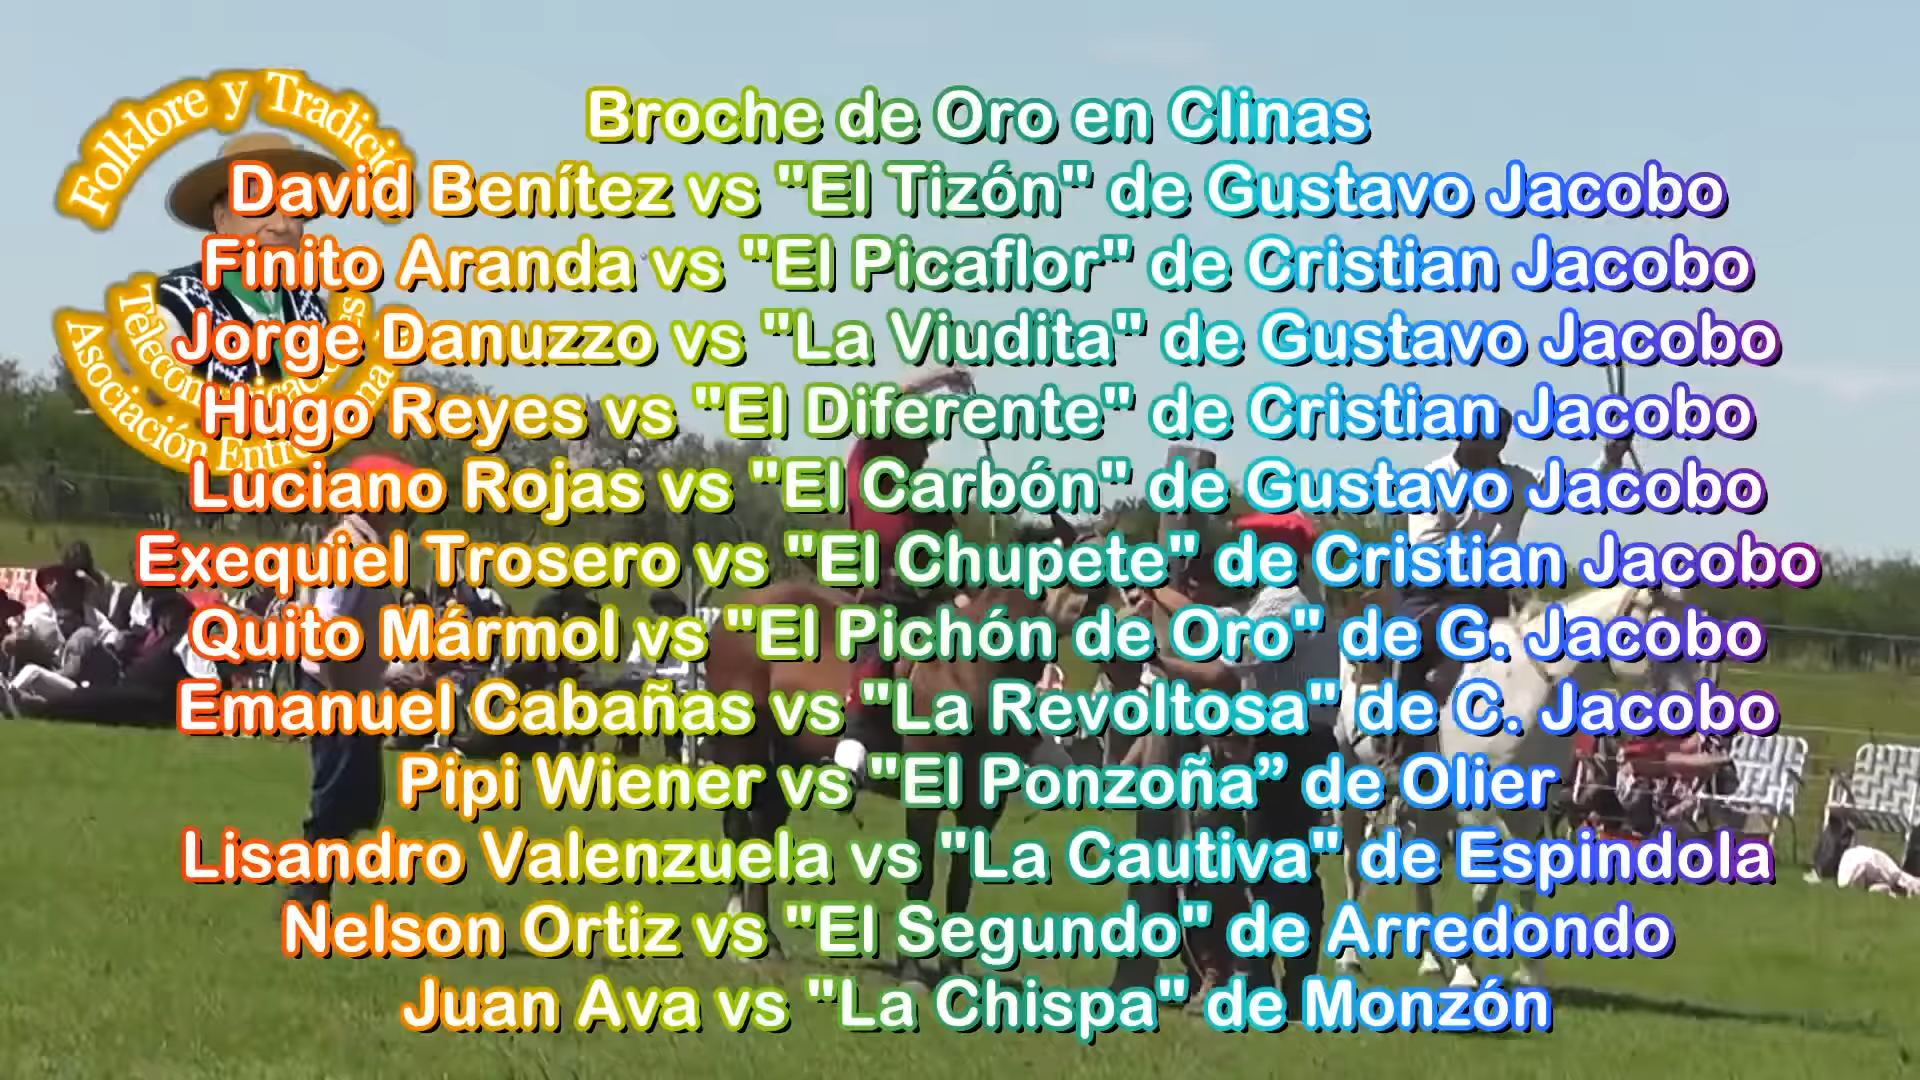 Folklore y
Broche de Oro en Clinas
David Benítez vs "El Tizón" de Gustavo Jacobo
Finito Aranda vs "El Picaflor" de Cristian Jacobo
Jorge Danuzzo vs "La Viudita" de Gustavo Jacobo
Hugo Reyes vs "El Diferente" de Cristian Jacobo
Asociación
Luciano Rojas vs "El Carbón" de Gustavo Jacobo
Exequiel Trosero vs "El Chupete" de Cristian Jacobo
Quito Mármol vs "El Pichón de Oro" de G. Jacobo
Emanuel Cabañas vs "La Revoltosa" de C. Jacobo
Pipi Wiener vs "El Ponzoña” de Olier
Lisandro Valenzuela vs "La Cautiva" de Espindola
Nelson Ortiz vs "El Segundo" de Arredondo
Juan Ava vs "La Chispa" de Monzón